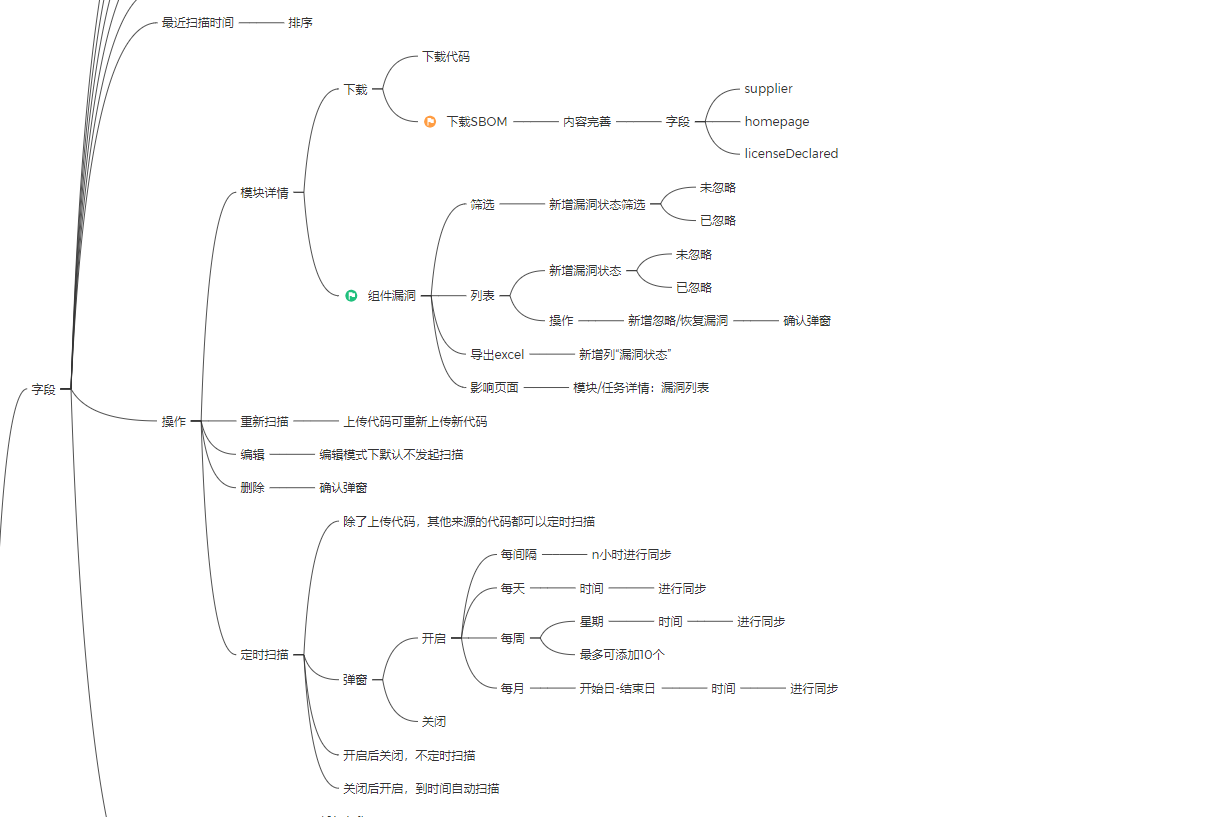 最近扫描时间 排序
下载代码
下载
supplier
下载SBOM 内容完善 字段
homepage
licenseDeclared
模块详情
未忽略
筛选 新增漏洞状态筛选
已忽略
未忽略
新增漏洞状态
已忽略
组件漏洞 列表
操作 新增忽略/恢复漏洞 确认弹窗
导出excel 新增列“漏洞状态”
影响页面 模块/任务详情：漏洞列表
字段
操作
重新扫描 上传代码可重新上传新代码
编辑 编辑模式下默认不发起扫描
删除 确认弹窗
除了上传代码，其他来源的代码都可以定时扫描
每间隔 n小时进行同步
每天 时间 进行同步
星期 时间 进行同步
开启 每周
最多可添加10个
定时扫描
弹窗
每月 开始日-结束日 时间 进行同步
关闭
开启后关闭，不定时扫描
关闭后开启，到时间自动扫描